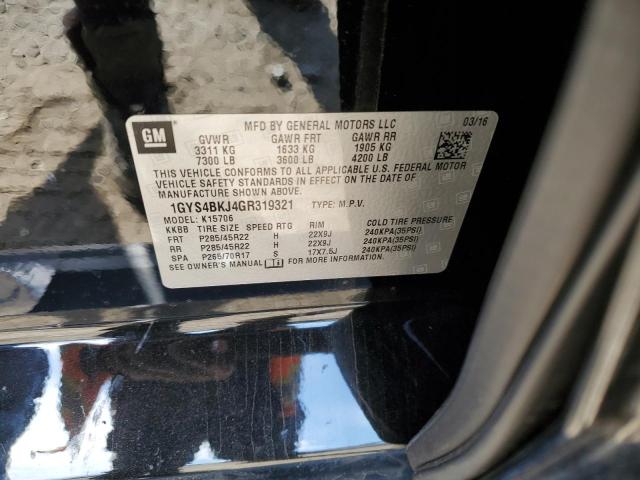 MFD BY GENERAL MOTORS LLC 03/16
GM
GVWR GAWR FRT GAWR RR
3311 KG 1633 KG 1905 KG
7300 LB 3600 LB 4200 LB
THIS VEHICLE CONFORMS TO ALL APPLICABLE U.S. FEDERAL MOTOR
VEHICLE SAFETY AND THEFT PREVENTION STANDARDS IN EFFECT ON THE DATE OF
MANUFACTURE SHOWN ABOVE.
1GYS4BKJ4GR319321 TYPE: M.P.V.
MODEL: K15706
KKBB TIRE SIZE SPEED RTG RIM COLD TIRE PRESSURE
FRT P285/45R22 H 22X9J 240KPA(35PSI)
RR P285/45R22 H 22X9J 240KPA(35PSI)
SPA P265/70R17 S 17X7.5J 240KPA(35PSI)
SEE OWNER'S MANUAL FOR MORE INFORMATION